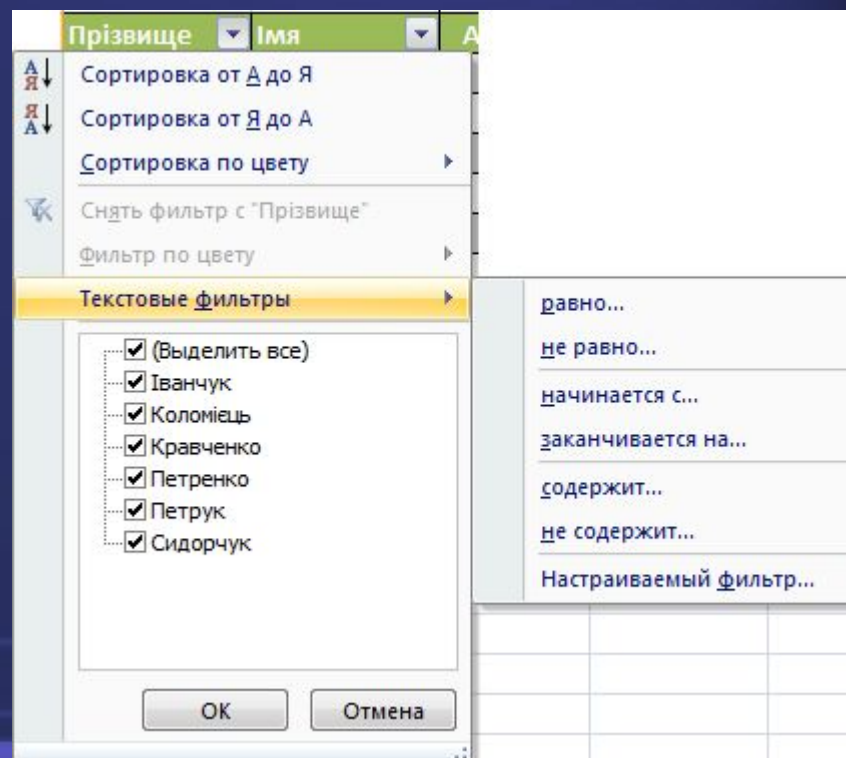 Прізвище Імя А
Сортировка от А до Я
Сортировка от Я до А
Сортировка по цвету
Снять фильтр с "Прізвище"
Фильтр по цвету
Текстовые фильтры
(Выделить все)
Іванчук
Коломієць
Кравченко
Петренко
Петрук
Сидорчук
ОК Отмена
равно...
не равно...
начинается с...
заканчивается на...
содержит...
не содержит...
Настраиваемый фильтр...